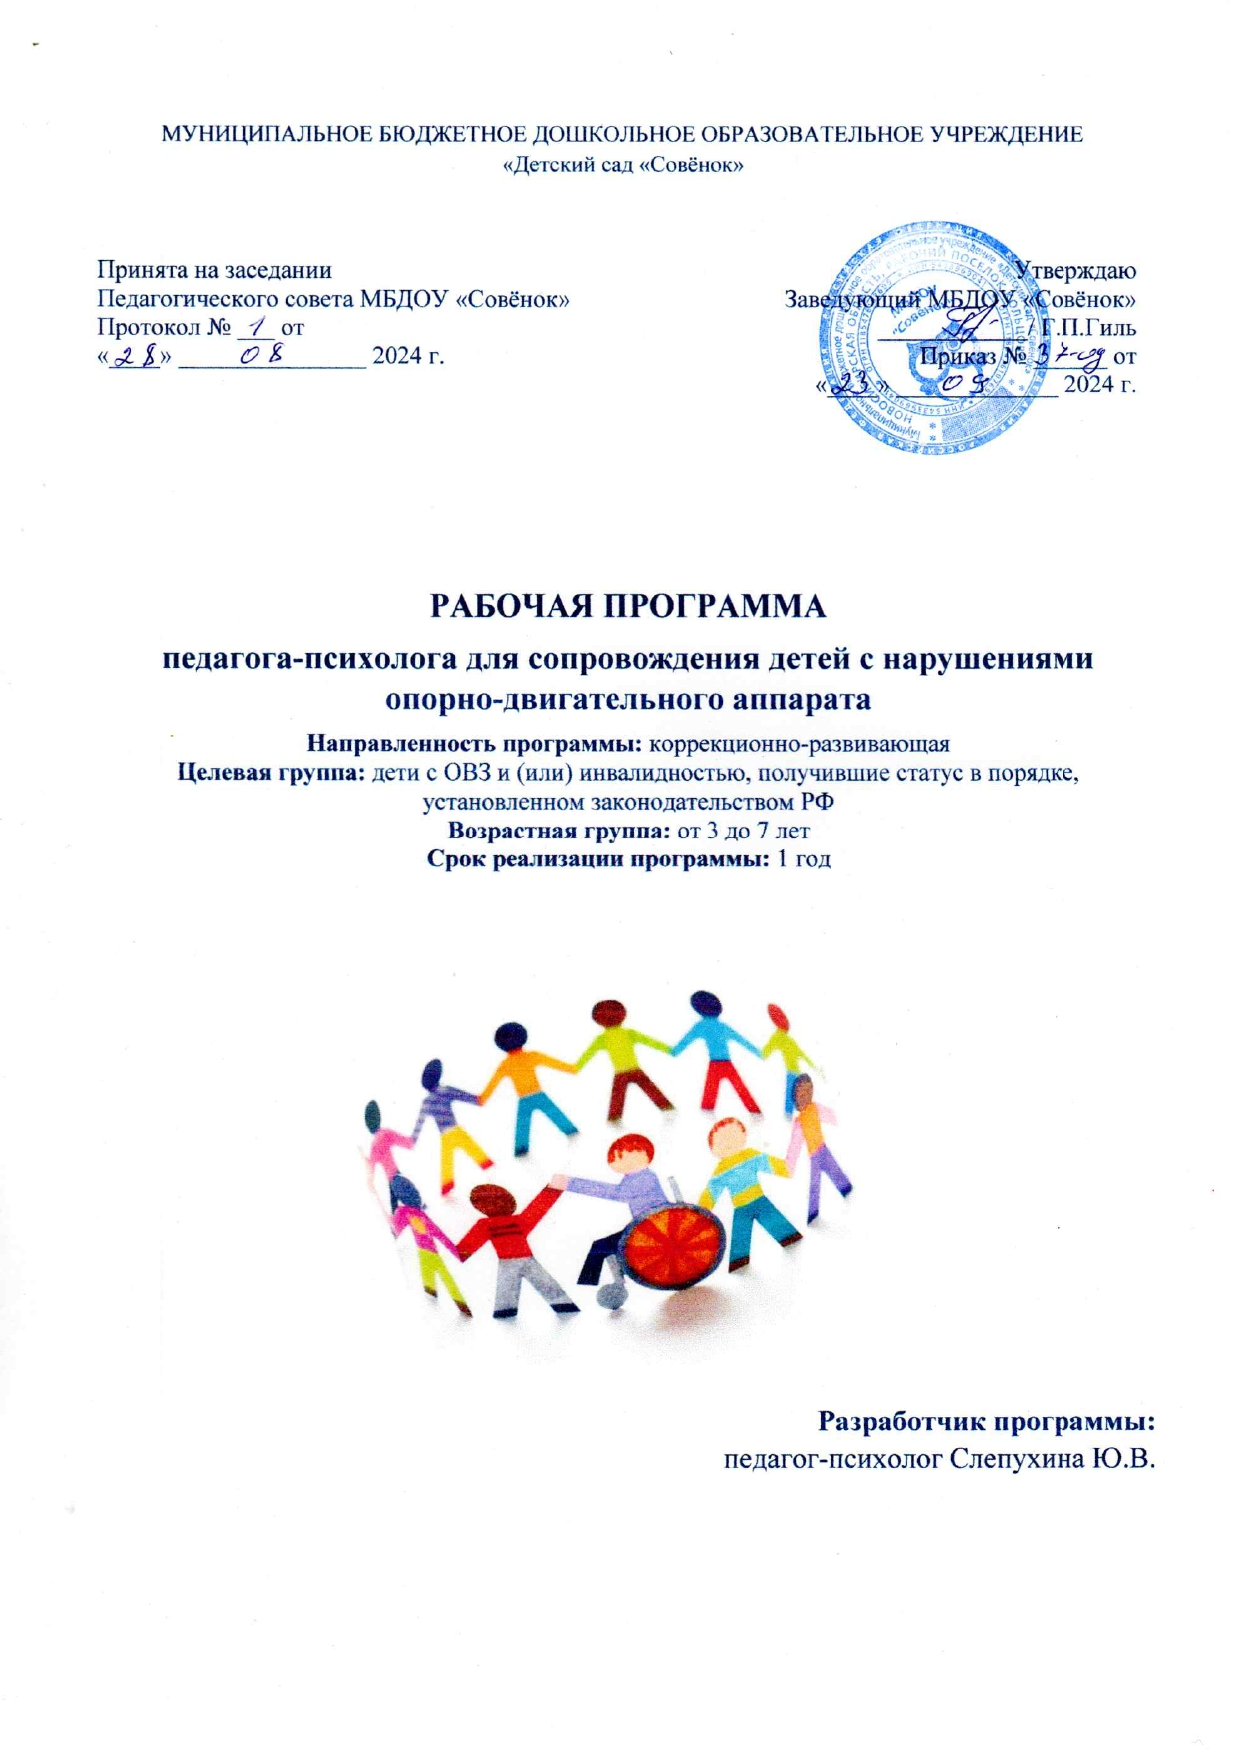 МУНИЦИПАЛЬНОЕ БЮДЖЕТНОЕ ДОШКОЛЬНОЕ ОБРАЗОВАТЕЛЬНОЕ УЧРЕЖДЕНИЕ
«Детский сад «Совёнок»
Принята на заседании
Педагогического совета МБДОУ «Совёнок»
Протокол № 1 от
«28» 08 2024 г.
Утверждаю
Заведующий МБДОУ «Совёнок»
/ Г.П.Гиль
Приказ № 37-од от
«23» 09 2024 г.
МБДОУ
"Совёнок"
РАБОЧАЯ ПРОГРАММА
педагога-психолога для сопровождения детей с нарушениями
опорно-двигательного аппарата
Направленность программы: коррекционно-развивающая
Целевая группа: дети с ОВЗ и (или) инвалидностью, получившие статус в порядке,
установленном законодательством РФ
Возрастная группа: от 3 до 7 лет
Срок реализации программы: 1 год
Разработчик программы:
педагог-психолог Слепухина Ю.В.